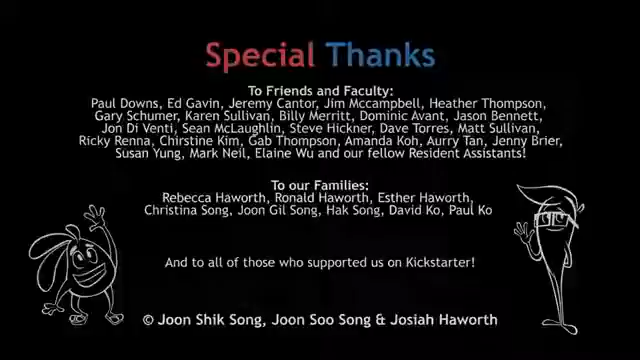 Special Thanks
To Friends and Faculty:
Paul Downs, Ed Gavin, Jeremy Cantor, Jim Mccampbell, Heather Thompson,
Gary Schumer, Karen Sullivan, Billy Merritt, Dominic Avant, Jason Bennett,
Jon Di Venti, Sean McLaughlin, Steve Hickner, Dave Torres, Matt Sullivan,
Ricky Renna, Chirstine Kim, Gab Thompson, Amanda Koh, Aurry Tan, Jenny Brier,
Susan Yung, Mark Neil, Elaine Wu and our fellow Resident Assistants!
To our Families:
Rebecca Haworth, Ronald Haworth, Esther Haworth,
Christina Song, Joon Gil Song, Hak Song, David Ko, Paul Ko
And to all of those who supported us on Kickstarter!
© Joon Shik Song, Joon Soo Song & Josiah Haworth